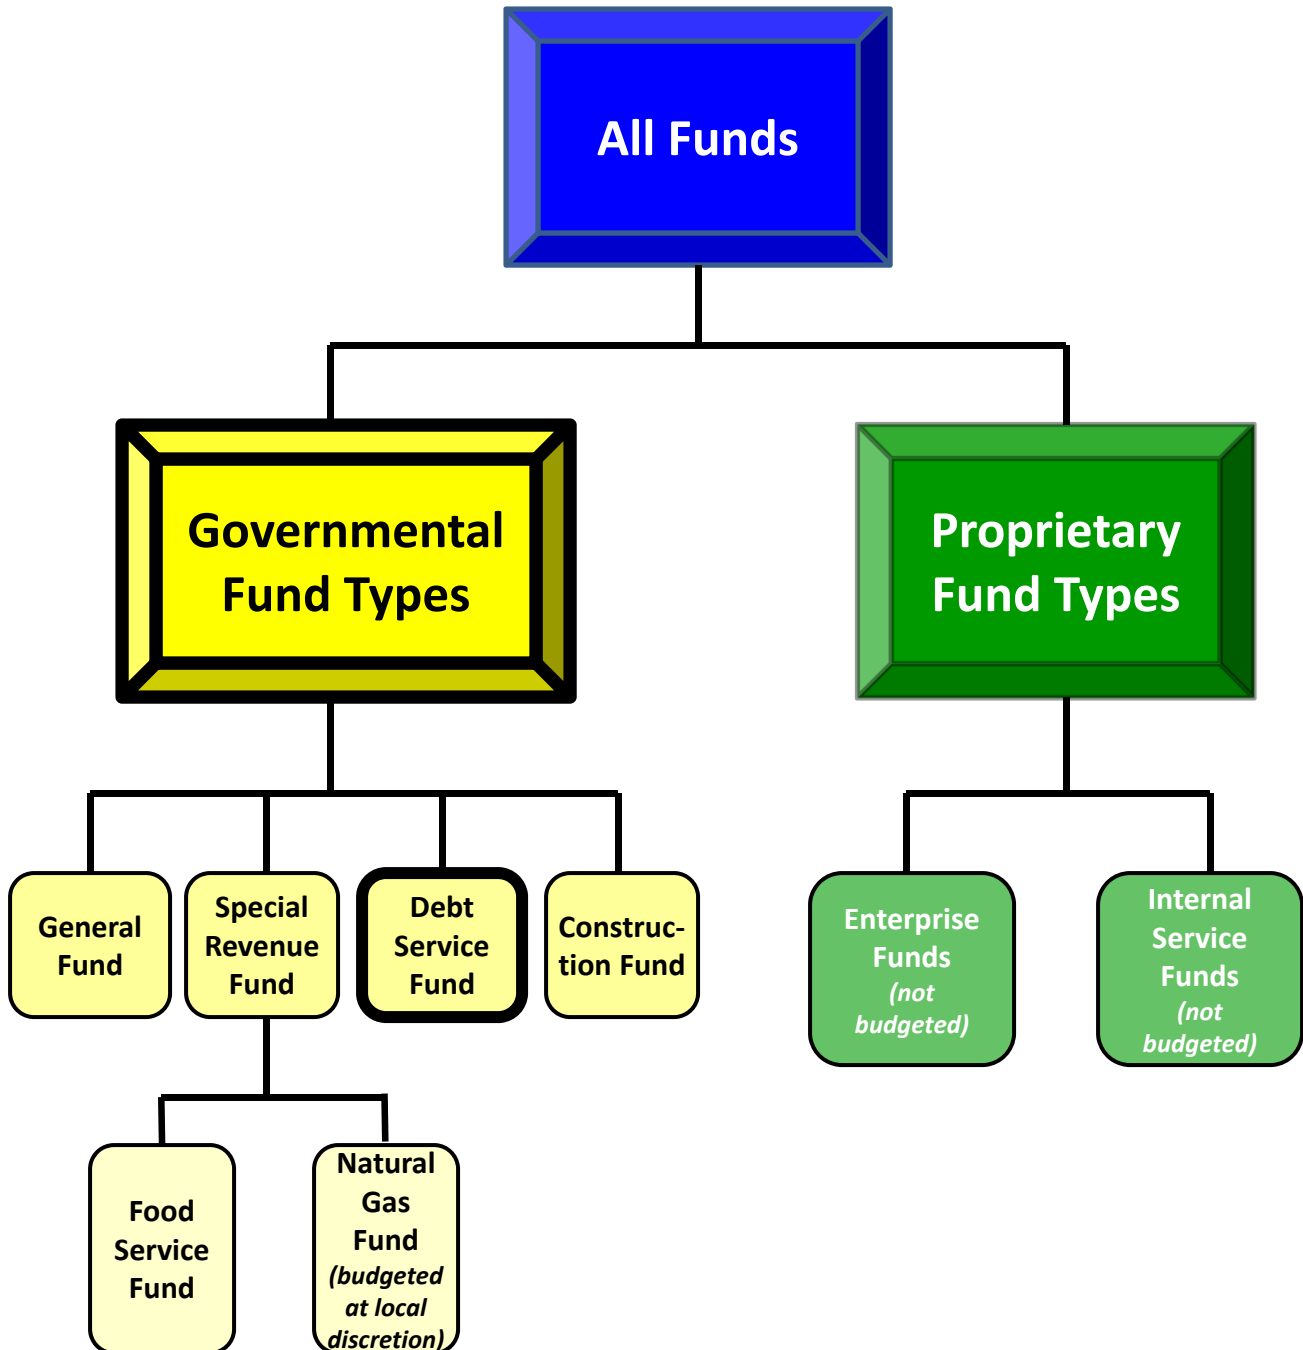 All Funds
Governmental
Fund Types
Proprietary
Fund Types
General
Fund
Special
Revenue
Fund
Debt
Service
Fund
Construc-
tion Fund
Enterprise
Funds
(not
budgeted)
Internal
Service
Funds
(not
budgeted)
Food
Service
Fund
Natural
Gas
Fund
(budgeted
at local
discretion)